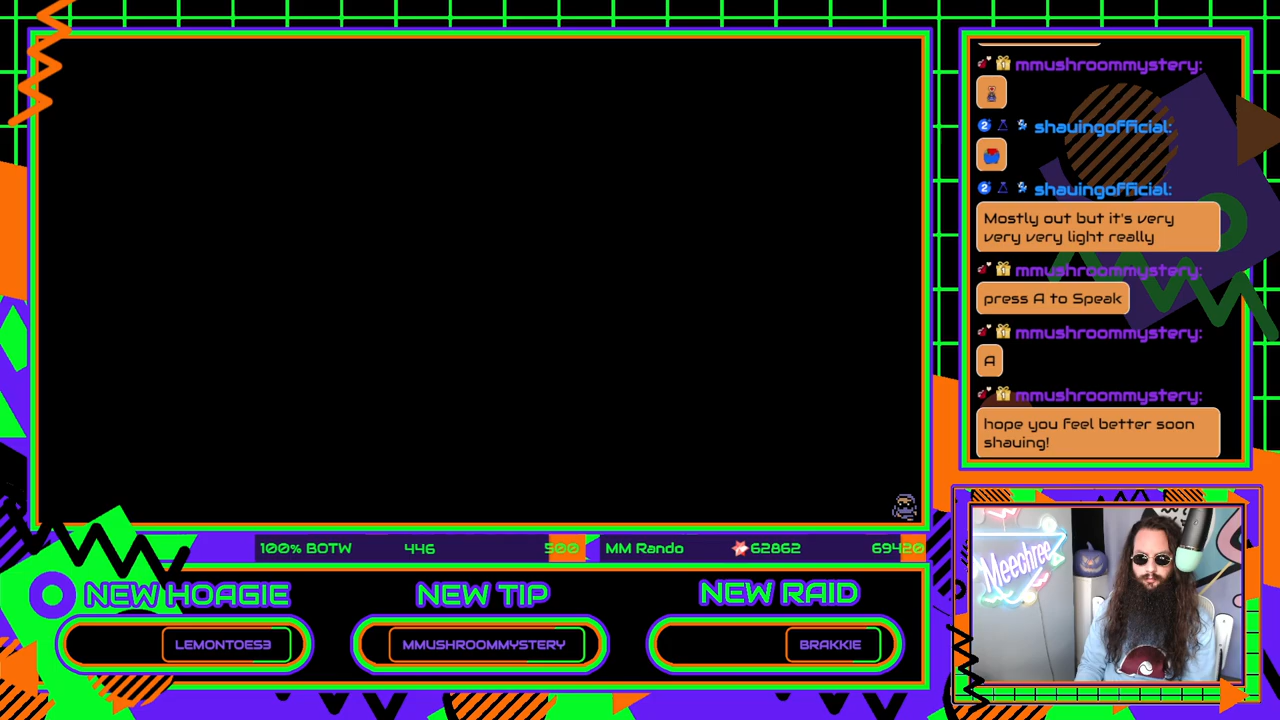 mmushroommystery:
2 shauingofficial:
2 shauingofficial:
Mostly out but it's very
very very light really
mmushroommystery:
press A to Speak
mmushroommystery:
A
mmushroommystery:
hope you feel better soon
shauing!
100% BOTW 446 500 MM Rando 62862 69420
NEW HOAGIE NEW TIP NEW RAID
LEMONTOES3 MMUSHROOMMYSTERY BRAKKIE
Meechree